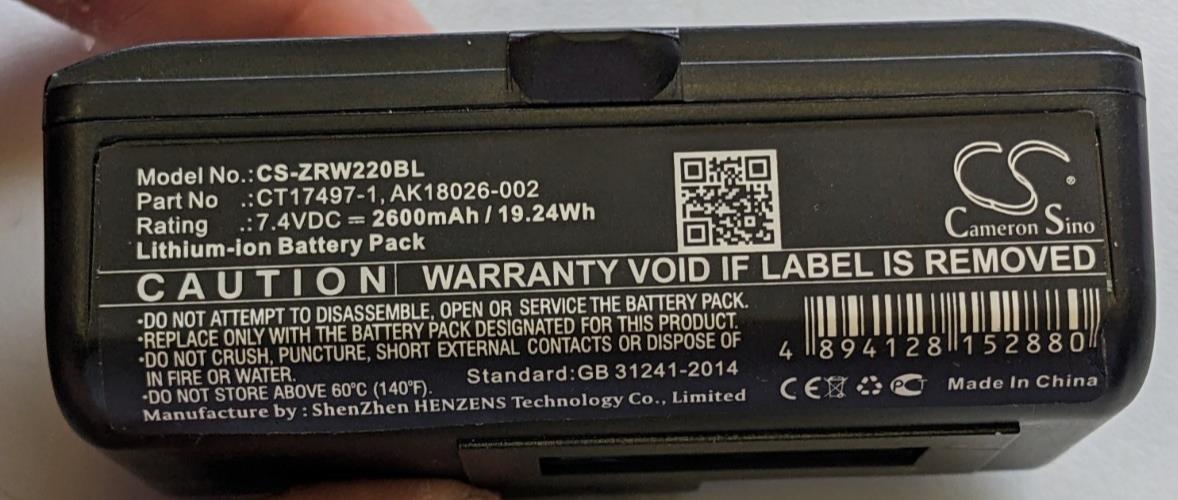 Model No.:CS-ZRW220BL
Part No .:CT17497-1, AK18026-002
Rating .:7.4VDC ⎓ 2600mAh / 19.24Wh
Lithium-ion Battery Pack
CS®
Cameron Sino
CAUTION | WARRANTY VOID IF LABEL IS REMOVED
•DO NOT ATTEMPT TO DISASSEMBLE, OPEN OR SERVICE THE BATTERY PACK.
•REPLACE ONLY WITH THE BATTERY PACK DESIGNATED FOR THIS PRODUCT.
•DO NOT CRUSH, PUNCTURE, SHORT EXTERNAL CONTACTS OR DISPOSE OF
IN FIRE OR WATER.
•DO NOT STORE ABOVE 60°C (140°F).
Standard:GB 31241-2014
Manufacture by : ShenZhen HENZENS Technology Co., Limited
4 894128 152880
CE PCT Made In China